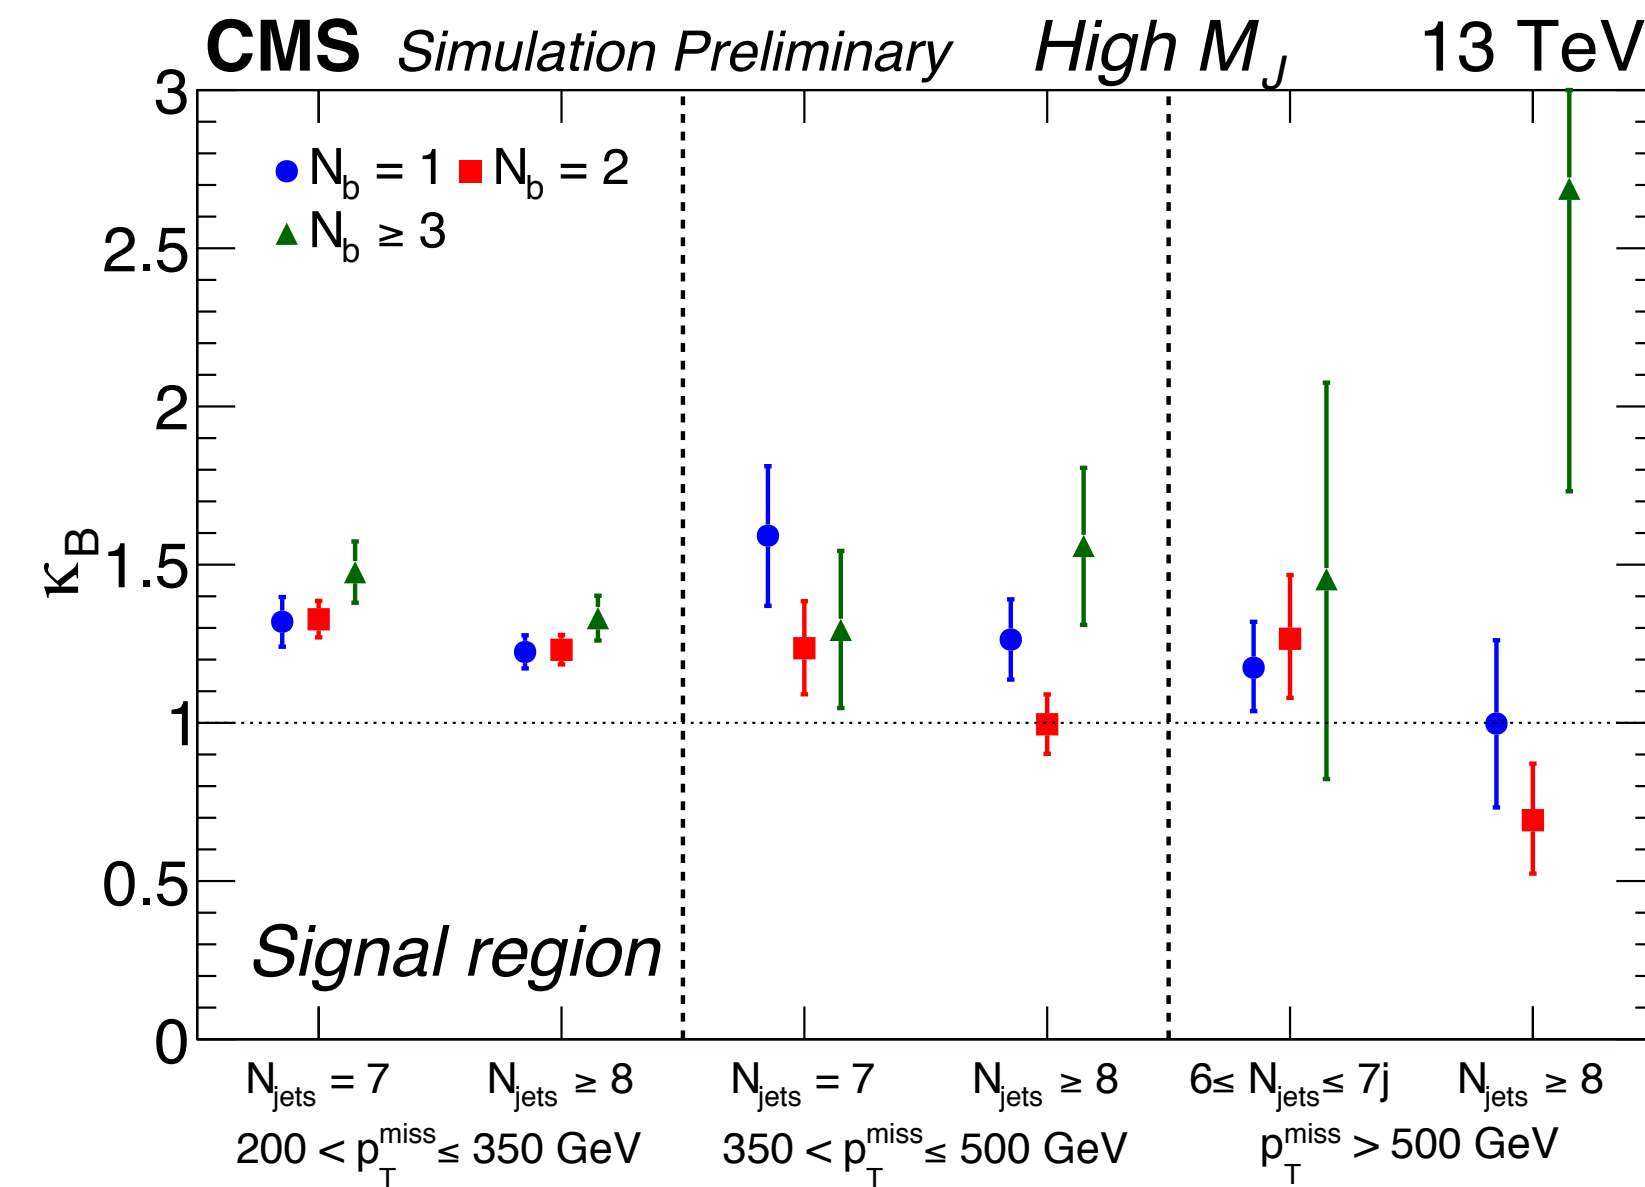 CMS Simulation Preliminary High M_J 13 TeV
3
N_b = 1 N_b = 2
N_b ≥ 3
2.5
2
κ_B
1.5
1
0.5
Signal region
0
N_jets = 7 N_jets ≥ 8 N_jets = 7 N_jets ≥ 8 6≤ N_jets ≤ 7j N_jets ≥ 8
200 < p_T^miss ≤ 350 GeV 350 < p_T^miss ≤ 500 GeV p_T^miss > 500 GeV